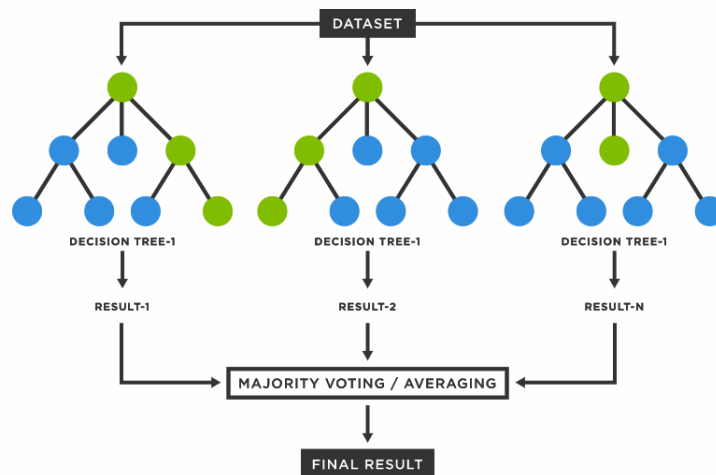 DATASET
DECISION TREE-1
DECISION TREE-1
DECISION TREE-1
RESULT-1
RESULT-2
RESULT-N
MAJORITY VOTING / AVERAGING
FINAL RESULT